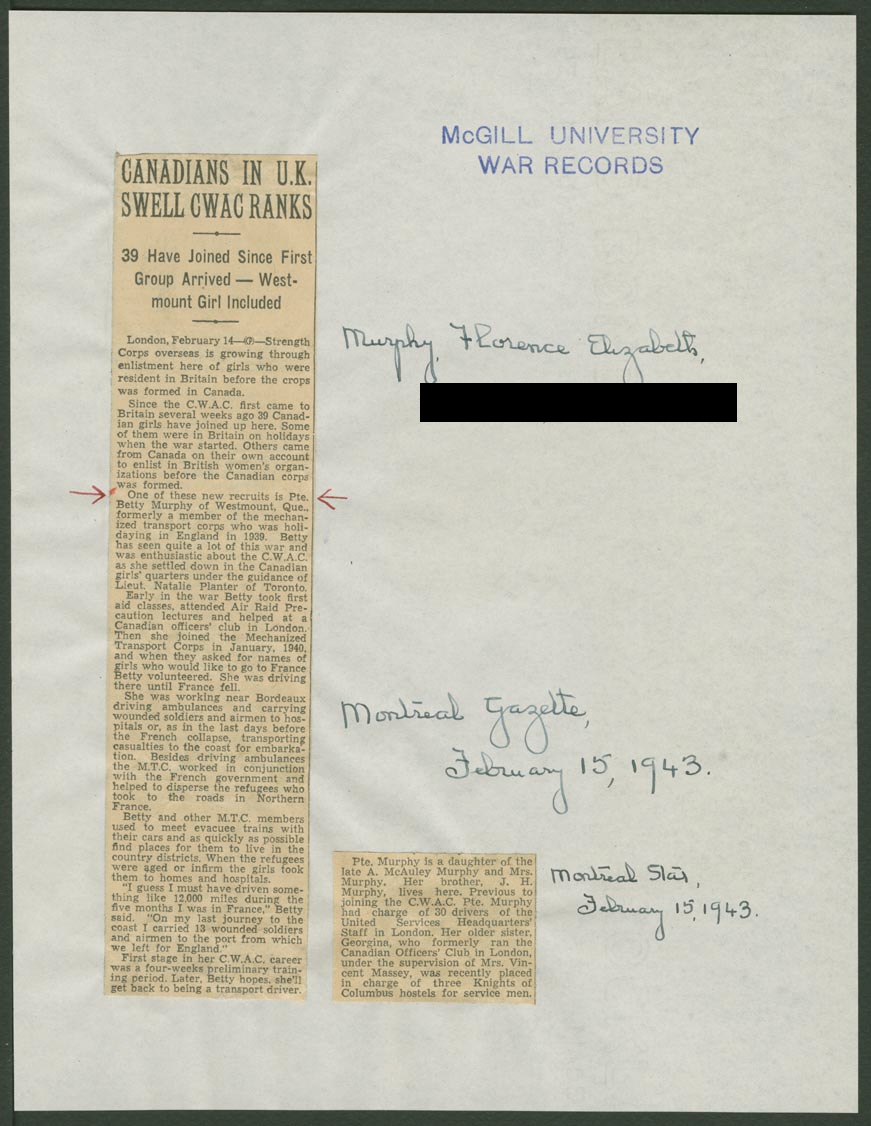 McGILL UNIVERSITY
WAR RECORDS
CANADIANS IN U.K.
SWELL CWAC RANKS
39 Have Joined Since First
Group Arrived — West-
mount Girl Included
London, February 14—(CP)—Strength
Corps overseas is growing through
enlistment here of girls who were
resident in Britain before the crops
was formed in Canada.
Since the C.W.A.C. first came to
Britain several weeks ago 39 Canad-
ian girls have joined up here. Some
of them were in Britain on holidays
when the war started. Others came
from Canada on their own account
to enlist in British women's organ-
izations before the Canadian corps
was formed.
One of these new recruits is Pte.
Betty Murphy of Westmount, Que.,
formerly a member of the mechan-
ized transport corps who was holi-
daying in England in 1939. Betty
has seen quite a lot of this war and
was enthusiastic about the C.W.A.C.
as she settled down in the Canadian
girls' quarters under the guidance of
Lieut. Natalie Planter of Toronto.
Early in the war Betty took first
aid classes, attended Air Raid Pre-
caution lectures and helped at a
Canadian officers' club in London.
Then she joined the Mechanized
Transport Corps in January, 1940,
and when they asked for names of
girls who would like to go to France
Betty volunteered. She was driving
there until France fell.
She was working near Bordeaux
driving ambulances and carrying
wounded soldiers and airmen to hos-
pitals or, as in the last days before
the French collapse, transporting
casualties to the coast for embarka-
tion. Besides driving ambulances
the M.T.C. worked in conjunction
with the French government and
helped to disperse the refugees who
took to the roads in Northern
France.
Betty and other M.T.C. members
used to meet evacuee trains with
their cars and as quickly as possible
find places for them to live in the
country districts. When the refugees
were aged or infirm the girls took
them to homes and hospitals.
"I guess I must have driven some-
thing like 12,000 miles during the
five months I was in France," Betty
said. "On my last journey to the
coast I carried 13 wounded soldiers
and airmen to the port from which
we left for England."
First stage in her C.W.A.C. career
was a four-weeks preliminary train-
ing period. Later, Betty hopes, she'll
get back to being a transport driver.
Murphy, Florence Elizabeth,
Montreal Gazette,
February 15, 1943.
Pte. Murphy is a daughter of the
late A. McAuley Murphy and Mrs.
Murphy. Her brother, J. H.
Murphy, lives here. Previous to
joining the C.W.A.C. Pte. Murphy
had charge of 30 drivers of the
United Services Headquarters'
Staff in London. Her older sister,
Georgina, who formerly ran the
Canadian Officers' Club in London,
under the supervision of Mrs. Vin-
cent Massey, was recently placed
in charge of three Knights of
Columbus hostels for service men.
Montreal Star,
February 15, 1943.